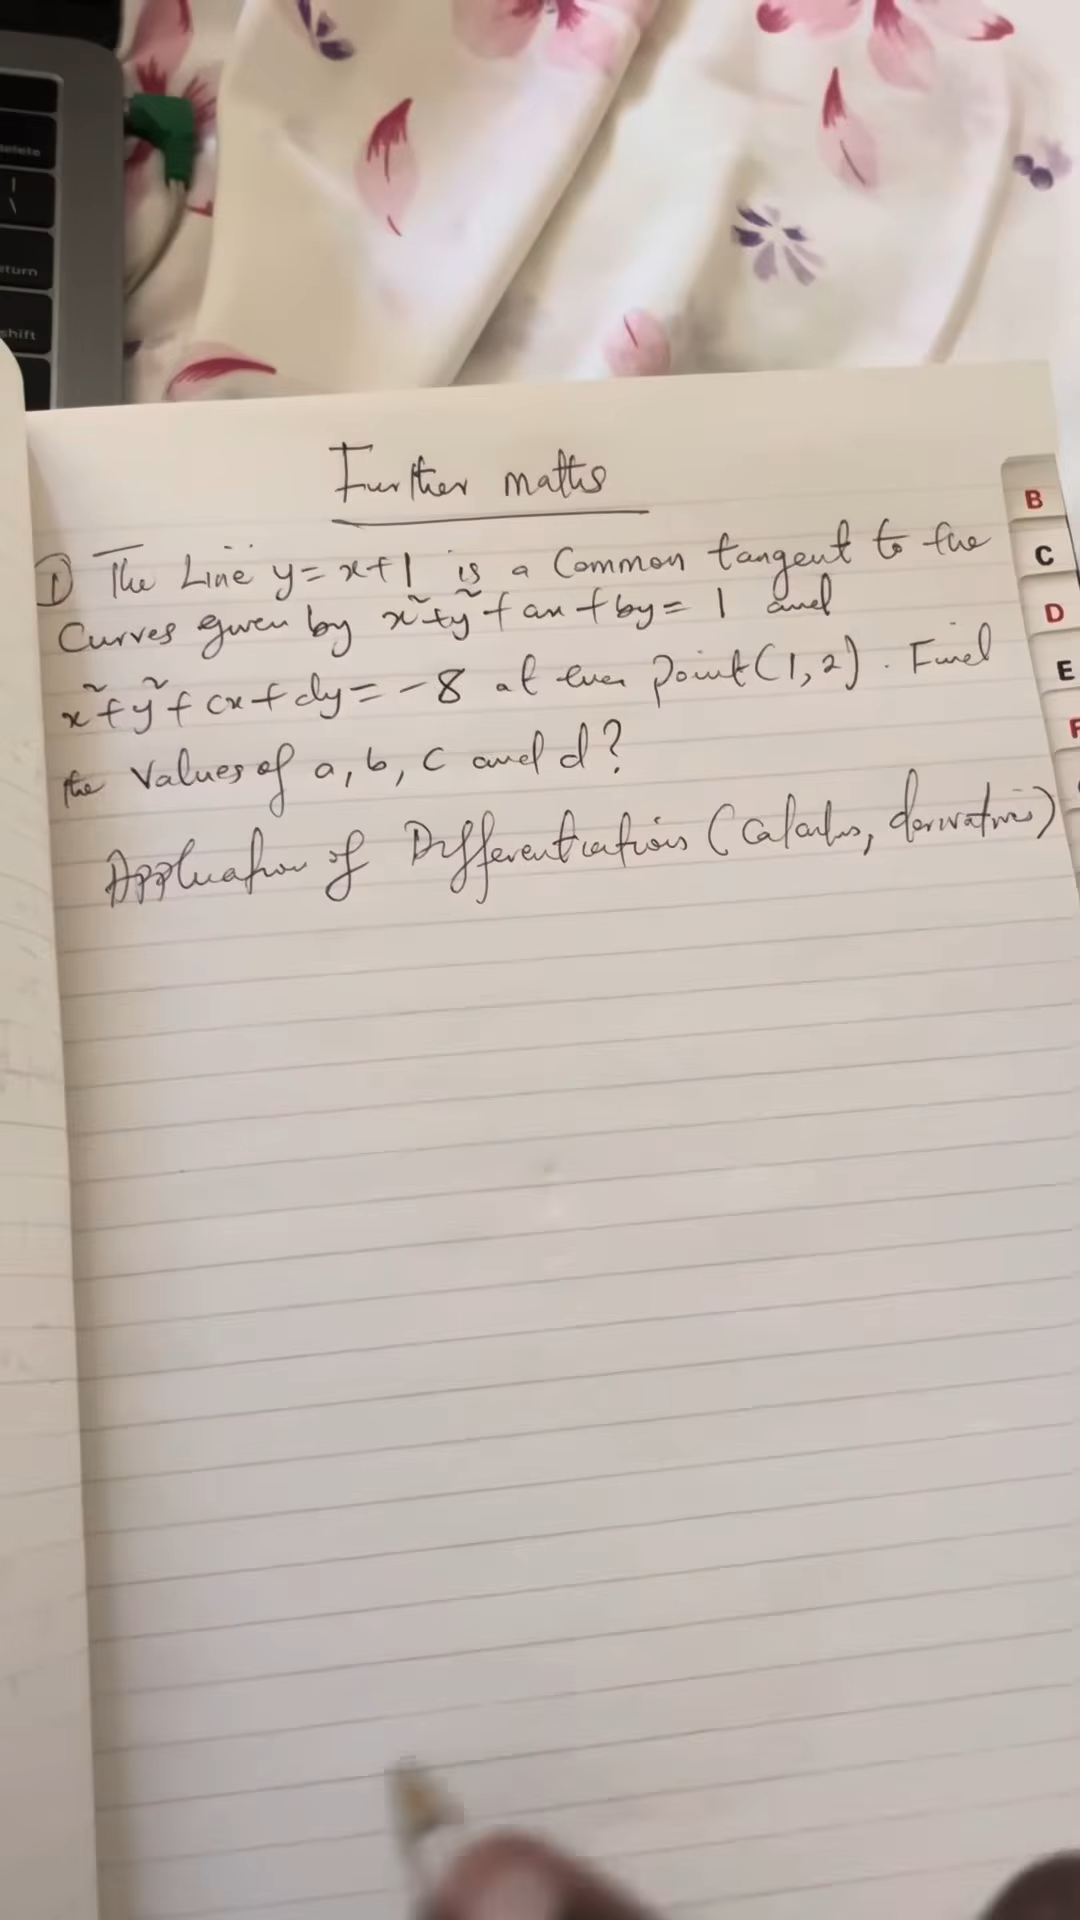 delete
|
\
eturn
shift
Further maths
① The Line y = x+1 is a Common tangent to the
Curves given by x²+y²+ax+by = 1 and
x²+y²+cx+dy = -8 at point (1,2). Find
the Values of a, b, c and d?
Application of Differentiation (Calculus, derivatives)
B
C
D
E
F